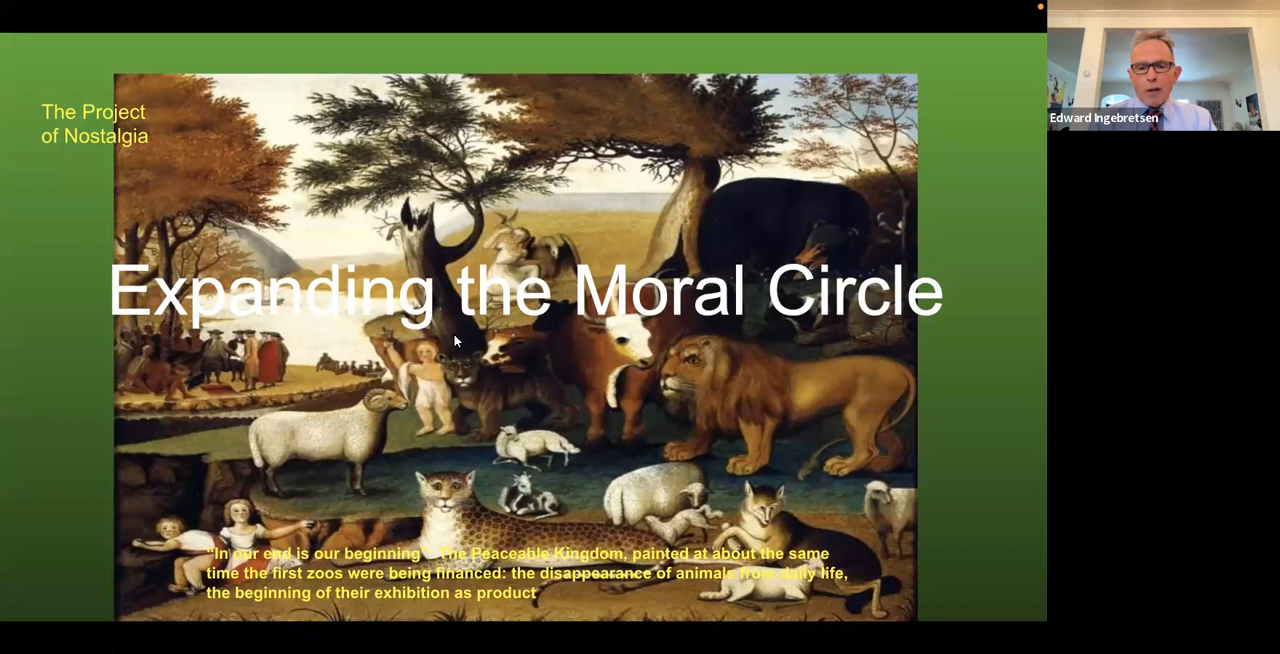 The Project
of Nostalgia
Expanding the Moral Circle
"In our end is our beginning" The Peaceable Kingdom, painted at about the same
time the first zoos were being financed: the disappearance of animals from daily life,
the beginning of their exhibition as product
Edward Ingebretsen